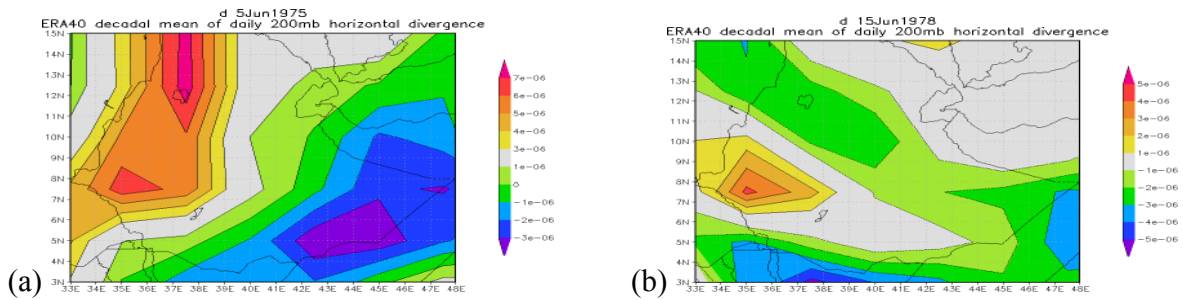 d 5Jun1975
ERA40 decadal mean of daily 200mb horizontal divergence
15N
14N
13N
12N
11N
10N
9N
8N
7N
6N
5N
4N
3N
33E 34E 35E 36E 37E 38E 39E 40E 41E 42E 43E 44E 45E 46E 47E 48E
7e-06
6e-06
5e-06
4e-06
3e-06
1e-06
0
-1e-06
-2e-06
-3e-06
(a)
d 15Jun1978
ERA40 decadal mean of daily 200mb horizontal divergence
15N
14N
13N
12N
11N
10N
9N
8N
7N
6N
5N
4N
3N
33E 34E 35E 36E 37E 38E 39E 40E 41E 42E 43E 44E 45E 46E 47E 48E
5e-06
4e-06
3e-06
2e-06
1e-06
-1e-06
-2e-06
-4e-06
-5e-06
(b)